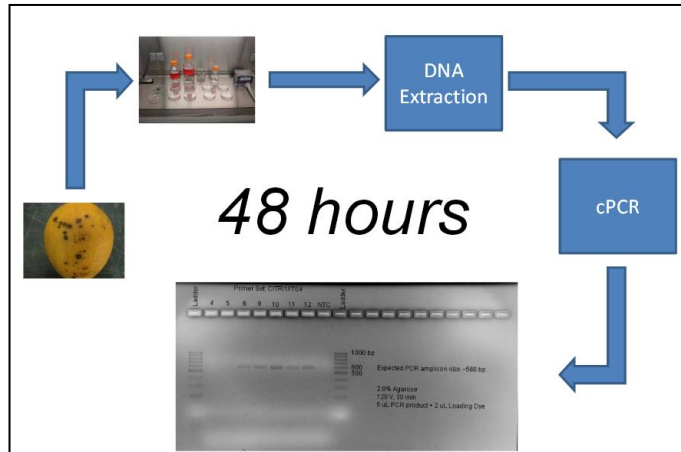 DNA
Extraction
48 hours
cPCR
Primer Set: CITRI1ITS4
Ladder 4 5 6 9 10 11 12 NTC Ladder
1000 bp
500
500
Expected PCR amplicon size ~580 bp
2.0% Agarose
120 V, 30 min
5 uL PCR product + 2 uL Loading Dye